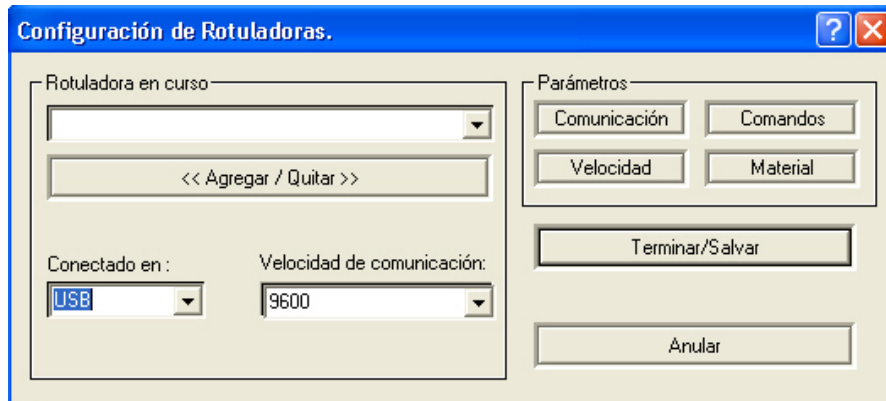 Configuración de Rotuladoras.
Rotuladora en curso
<< Agregar / Quitar >>
Conectado en :
USB
Velocidad de comunicación:
9600
Parámetros
Comunicación
Comandos
Velocidad
Material
Terminar/Salvar
Anular